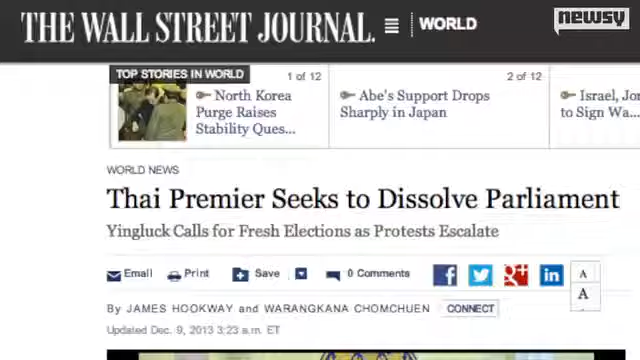 THE WALL STREET JOURNAL. WORLD
newsy
TOP STORIES IN WORLD
1 of 12
2 of 12
North Korea
Purge Raises
Stability Ques...
Abe's Support Drops
Sharply in Japan
Israel, Jor
to Sign Wa...
WORLD NEWS
Thai Premier Seeks to Dissolve Parliament
Yingluck Calls for Fresh Elections as Protests Escalate
Email Print Save 0 Comments f g+1 in A
A
By JAMES HOOKWAY and WARANGKANA CHOMCHUEN CONNECT
Updated Dec. 9, 2013 3:23 a.m. ET